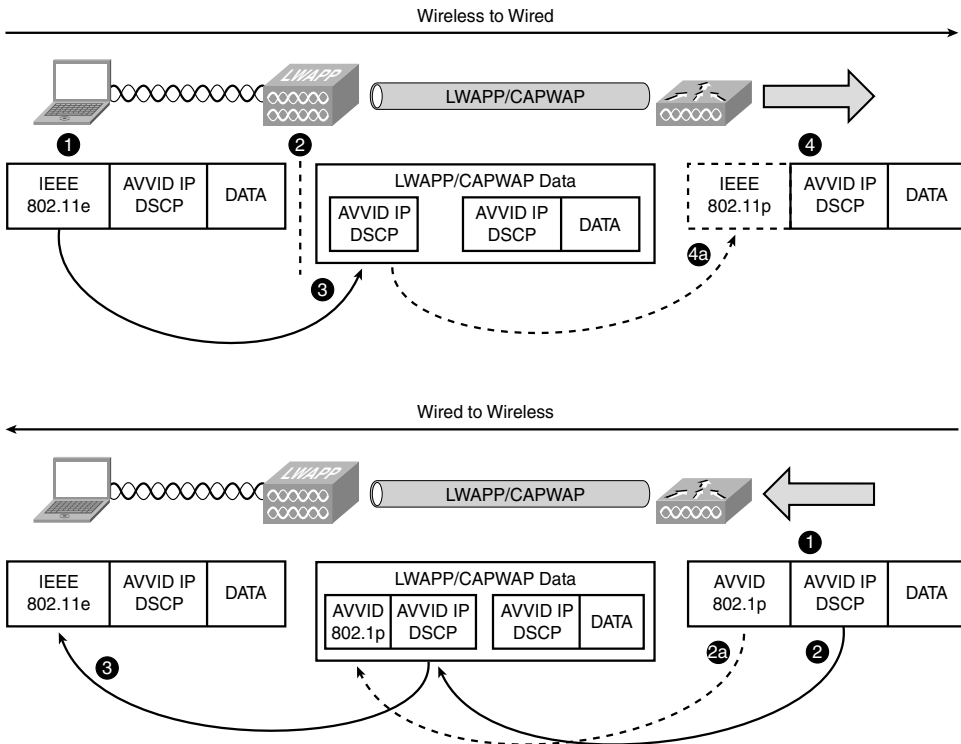 Wireless to Wired
LWAPP
LWAPP/CAPWAP
1
2
4
IEEE
802.11e
AVVID IP
DSCP
DATA
LWAPP/CAPWAP Data
AVVID IP
DSCP
AVVID IP
DSCP
DATA
IEEE
802.11p
AVVID IP
DSCP
DATA
3
4a
Wired to Wireless
LWAPP
LWAPP/CAPWAP
1
IEEE
802.11e
AVVID IP
DSCP
DATA
LWAPP/CAPWAP Data
AVVID
802.1p
AVVID IP
DSCP
AVVID IP
DSCP
DATA
AVVID
802.1p
AVVID IP
DSCP
DATA
3
2a
2